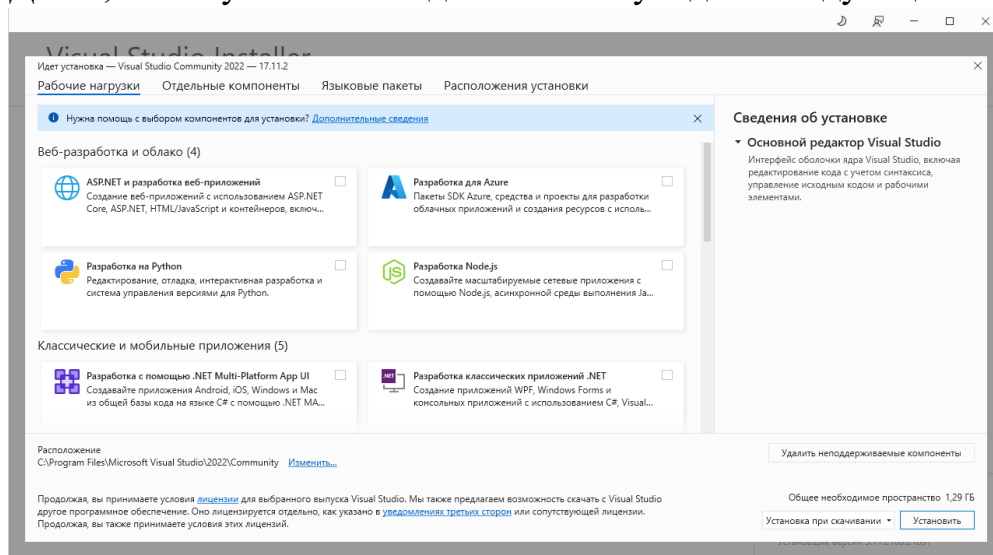 Visual Studio Installer
Идет установка — Visual Studio Community 2022 — 17.11.2
Рабочие нагрузки Отдельные компоненты Языковые пакеты Расположения установки
Нужна помощь с выбором компонентов для установки? Дополнительные сведения
Веб-разработка и облако (4)
ASP.NET и разработка веб-приложений
Создание веб-приложений с использованием ASP.NET
Core, ASP.NET, HTML/JavaScript и контейнеров, включ...
Разработка для Azure
Пакеты SDK Azure, средства и проекты для разработки
облачных приложений и создания ресурсов с исполь...
Разработка на Python
Редактирование, отладка, интерактивная разработка и
система управления версиями для Python.
Разработка Node.js
Создавайте масштабируемые сетевые приложения с
помощью Node.js, асинхронной среды выполнения Ja...
Классические и мобильные приложения (5)
Разработка с помощью .NET Multi-Platform App UI
Создавайте приложения Android, iOS, Windows и Mac
из общей базы кода на языке C# с помощью .NET MA...
Разработка классических приложений .NET
Создание приложений WPF, Windows Forms и
консольных приложений с использованием C#, Visual...
Сведения об установке
Основной редактор Visual Studio
Интерфейс оболочки ядра Visual Studio, включая
редактирование кода с учетом синтаксиса,
управление исходным кодом и рабочими
элементами.
Расположение
C:\Program Files\Microsoft Visual Studio\2022\Community Изменить...
Удалить неподдерживаемые компоненты
Продолжая, вы принимаете условия лицензии для выбранного выпуска Visual Studio. Мы также предлагаем возможность скачать с Visual Studio
другое программное обеспечение. Оно лицензируется отдельно, как указано в уведомлениях третьих сторон или сопутствующей лицензии.
Продолжая, вы также принимаете условия этих лицензий.
Общее необходимое пространство 1,29 ГБ
Установка при скачивании Установить